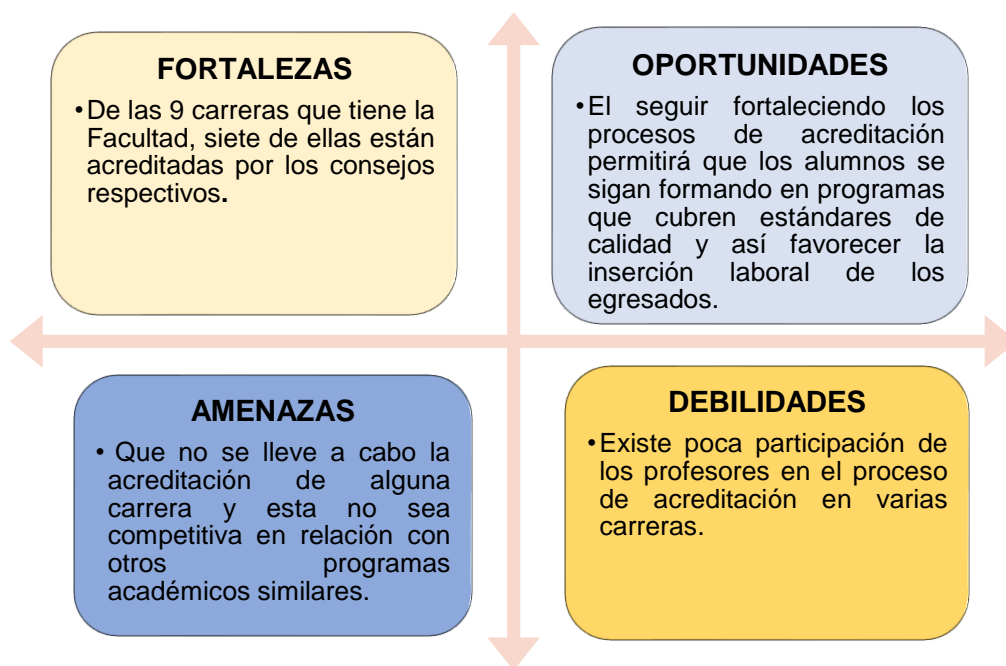 FORTALEZAS
•De las 9 carreras que tiene la
Facultad, siete de ellas están
acreditadas por los consejos
respectivos.
OPORTUNIDADES
•El seguir fortaleciendo los
procesos de acreditación
permitirá que los alumnos se
sigan formando en programas
que cubren estándares de
calidad y así favorecer la
inserción laboral de los
egresados.
AMENAZAS
• Que no se lleve a cabo la
acreditación de alguna
carrera y esta no sea
competitiva en relación con
otros programas
académicos similares.
DEBILIDADES
•Existe poca participación de
los profesores en el proceso
de acreditación en varias
carreras.